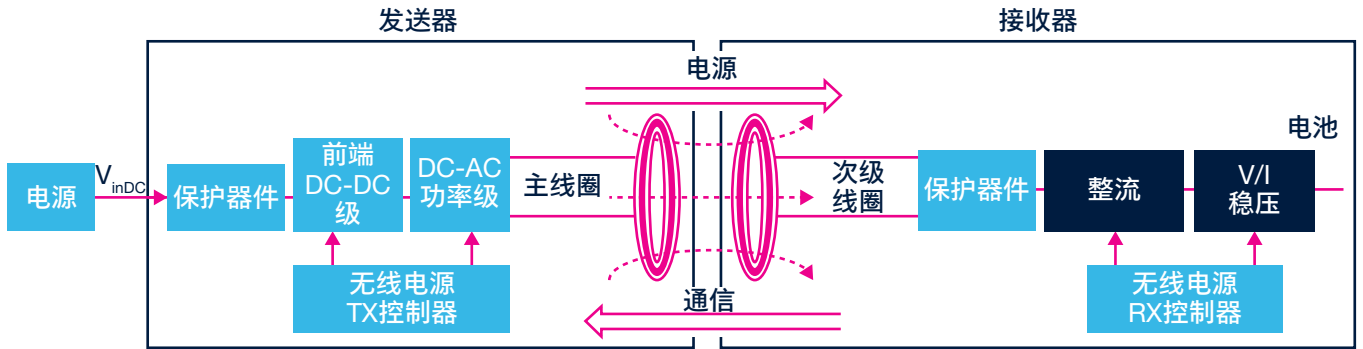 发送器
接收器
电源
电池
电源
VinDC
保护器件
前端
DC-DC
级
DC-AC
功率级
主线圈
次级
线圈
保护器件
整流
V/I
稳压
无线电源
TX控制器
通信
无线电源
RX控制器